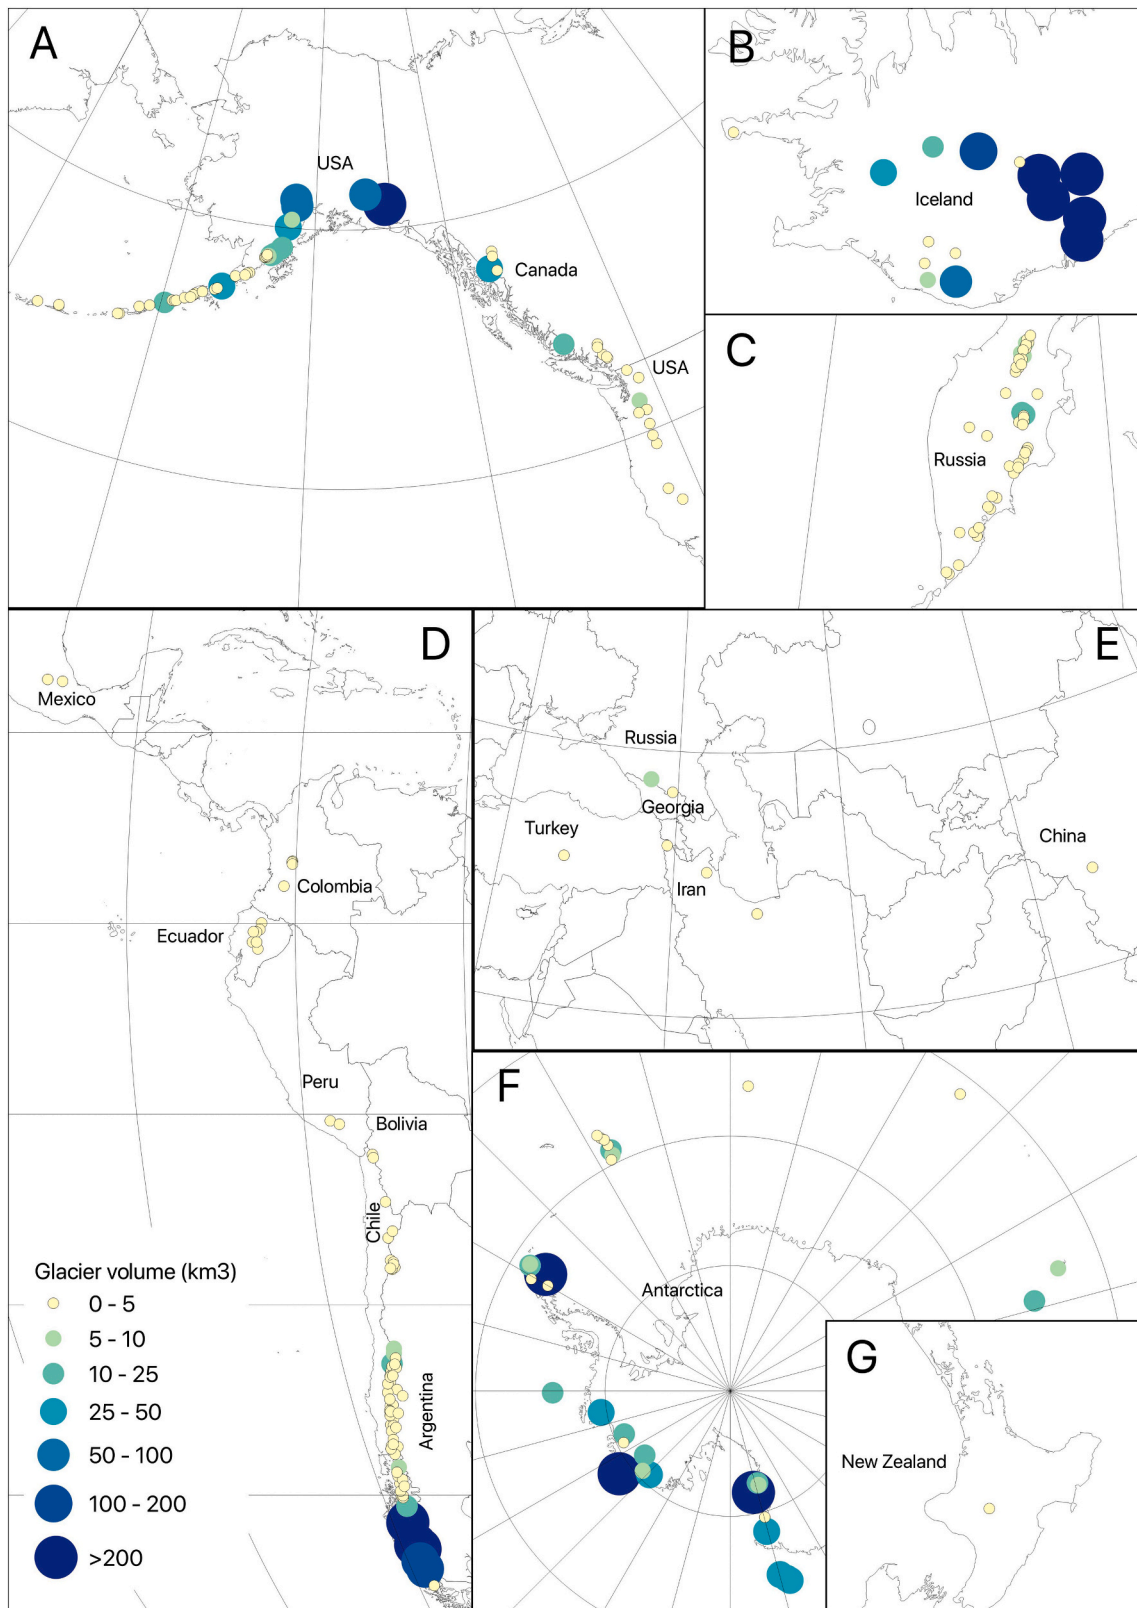 A
USA
Canada
USA
B
Iceland
C
Russia
D
Mexico
Colombia
Ecuador
Peru
Bolivia
Chile
Argentina
Glacier volume (km3)
0 - 5
5 - 10
10 - 25
25 - 50
50 - 100
100 - 200
>200
E
Russia
Georgia
Turkey
Iran
China
F
Antarctica
G
New Zealand